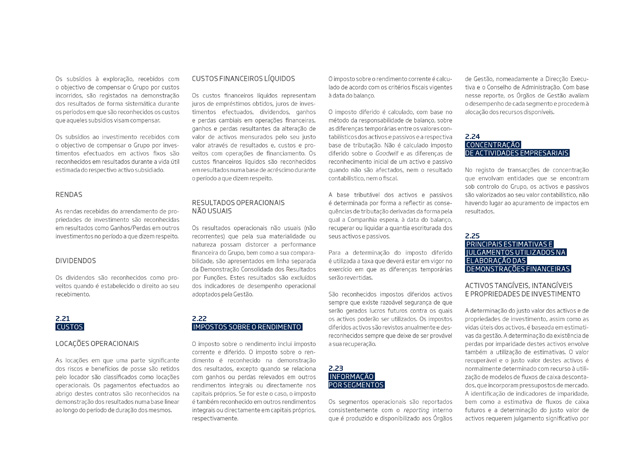 Os subsídios à exploração, recebidos com
o objectivo de compensar o Grupo por custos
incorridos, são registados na demonstração
dos resultados de forma sistemática durante
os períodos em que são reconhecidos os custos
que aqueles subsídios visam compensar.
Os subsídios ao investimento recebidos com
o objectivo de compensar o Grupo por inves-
timentos efectuados em activos fixos são
reconhecidos em resultados durante a vida útil
estimada do respectivo activo subsidiado.
RENDAS
As rendas recebidas do arrendamento de pro-
priedades de investimento são reconhecidas
em resultados como Ganhos/Perdas em outros
investimentos no período a que dizem respeito.
DIVIDENDOS
Os dividendos são reconhecidos como pro-
veitos quando é estabelecido o direito ao seu
recebimento.
2.21
CUSTOS
LOCAÇÕES OPERACIONAIS
As locações em que uma parte significante
dos riscos e benefícios de posse são retidos
pelo locador são classificados como locações
operacionais. Os pagamentos efectuados ao
abrigo destes contratos são reconhecidos na
demonstração dos resultados numa base linear
ao longo do período de duração dos mesmos.
CUSTOS FINANCEIROS LÍQUIDOS
Os custos financeiros líquidos representam
juros de empréstimos obtidos, juros de inves-
timentos efectuados, dividendos, ganhos
e perdas cambiais em operações financeiras,
ganhos e perdas resultantes da alteração de
valor de activos mensurados pelo seu justo
valor através de resultados e, custos e pro-
veitos com operações de financiamento. Os
custos financeiros líquidos são reconhecidos
em resultados numa base de acréscimo durante
o período a que dizem respeito.
RESULTADOS OPERACIONAIS
NÃO USUAIS
Os resultados operacionais não usuais (não
recorrentes) que pela sua materialidade ou
natureza possam distorcer a performance
financeira do Grupo, bem como a sua compara-
bilidade, são apresentados em linha separada
da Demonstração Consolidada dos Resultados
por Funções. Estes resultados são excluídos
dos indicadores de desempenho operacional
adoptados pela Gestão.
2.22
IMPOSTOS SOBRE O RENDIMENTO
O imposto sobre o rendimento inclui imposto
corrente e diferido. O imposto sobre o ren-
dimento é reconhecido na demonstração
dos resultados, excepto quando se relaciona
com ganhos ou perdas relevados em outros
rendimentos integrais ou directamente nos
capitais próprios. Se for este o caso, o imposto
é também reconhecido em outros rendimentos
integrais ou directamente em capitais próprios,
respectivamente.
O imposto sobre o rendimento corrente é calcu-
lado de acordo com os critérios fiscais vigentes
à data do balanço.
O imposto diferido é calculado, com base no
método da responsabilidade de balanço, sobre
as diferenças temporárias entre os valores con-
tabilísticos dos activos e passivos e a respectiva
base de tributação. Não é calculado imposto
diferido sobre o Goodwill e as diferenças de
reconhecimento inicial de um activo e passivo
quando não são afectados, nem o resultado
contabilístico, nem o fiscal.
A base tributável dos activos e passivos
é determinada por forma a reflectir as conse-
quências de tributação derivadas da forma pela
qual a Companhia espera, à data do balanço,
recuperar ou liquidar a quantia escriturada dos
seus activos e passivos.
Para a determinação do imposto diferido
é utilizada a taxa que deverá estar em vigor no
exercício em que as diferenças temporárias
serão revertidas.
São reconhecidos impostos diferidos activos
sempre que existe razoável segurança de que
serão gerados lucros futuros contra os quais
os activos poderão ser utilizados. Os impostos
diferidos activos são revistos anualmente e des-
reconhecidos sempre que deixe de ser provável
a sua recuperação.
2.23
INFORMAÇÃO
POR SEGMENTOS
Os segmentos operacionais são reportados
consistentemente com o reporting interno
que é produzido e disponibilizado aos Órgãos
de Gestão, nomeadamente a Direcção Execu-
tiva e o Conselho de Administração. Com base
nesse reporte, os Órgãos de Gestão avaliam
o desempenho de cada segmento e procedem à
alocação dos recursos disponíveis.
2.24
CONCENTRAÇÃO
DE ACTIVIDADES EMPRESARIAIS
No registo de transacções de concentração
que envolvam entidades que se encontram
sob controlo do Grupo, os activos e passivos
são valorizados ao seu valor contabilístico, não
havendo lugar ao apuramento de impactos em
resultados.
2.25
PRINCIPAIS ESTIMATIVAS E
JULGAMENTOS UTILIZADOS NA
ELABORAÇÃO DAS
DEMONSTRAÇÕES FINANCEIRAS
ACTIVOS TANGÍVEIS, INTANGÍVEIS
E PROPRIEDADES DE INVESTIMENTO
A determinação do justo valor dos activos e de
propriedades de investimento, assim como as
vidas úteis dos activos, é baseada em estimati-
vas da gestão. A determinação da existência de
perdas por imparidade destes activos envolve
também a utilização de estimativas. O valor
recuperável e o justo valor destes activos é
normalmente determinado com recurso à utili-
zação de modelos de fluxos de caixa desconta-
dos, que incorporam pressupostos de mercado.
A identificação de indicadores de imparidade,
bem como a estimativa de fluxos de caixa
futuros e a determinação do justo valor de
activos requerem julgamento significativo por